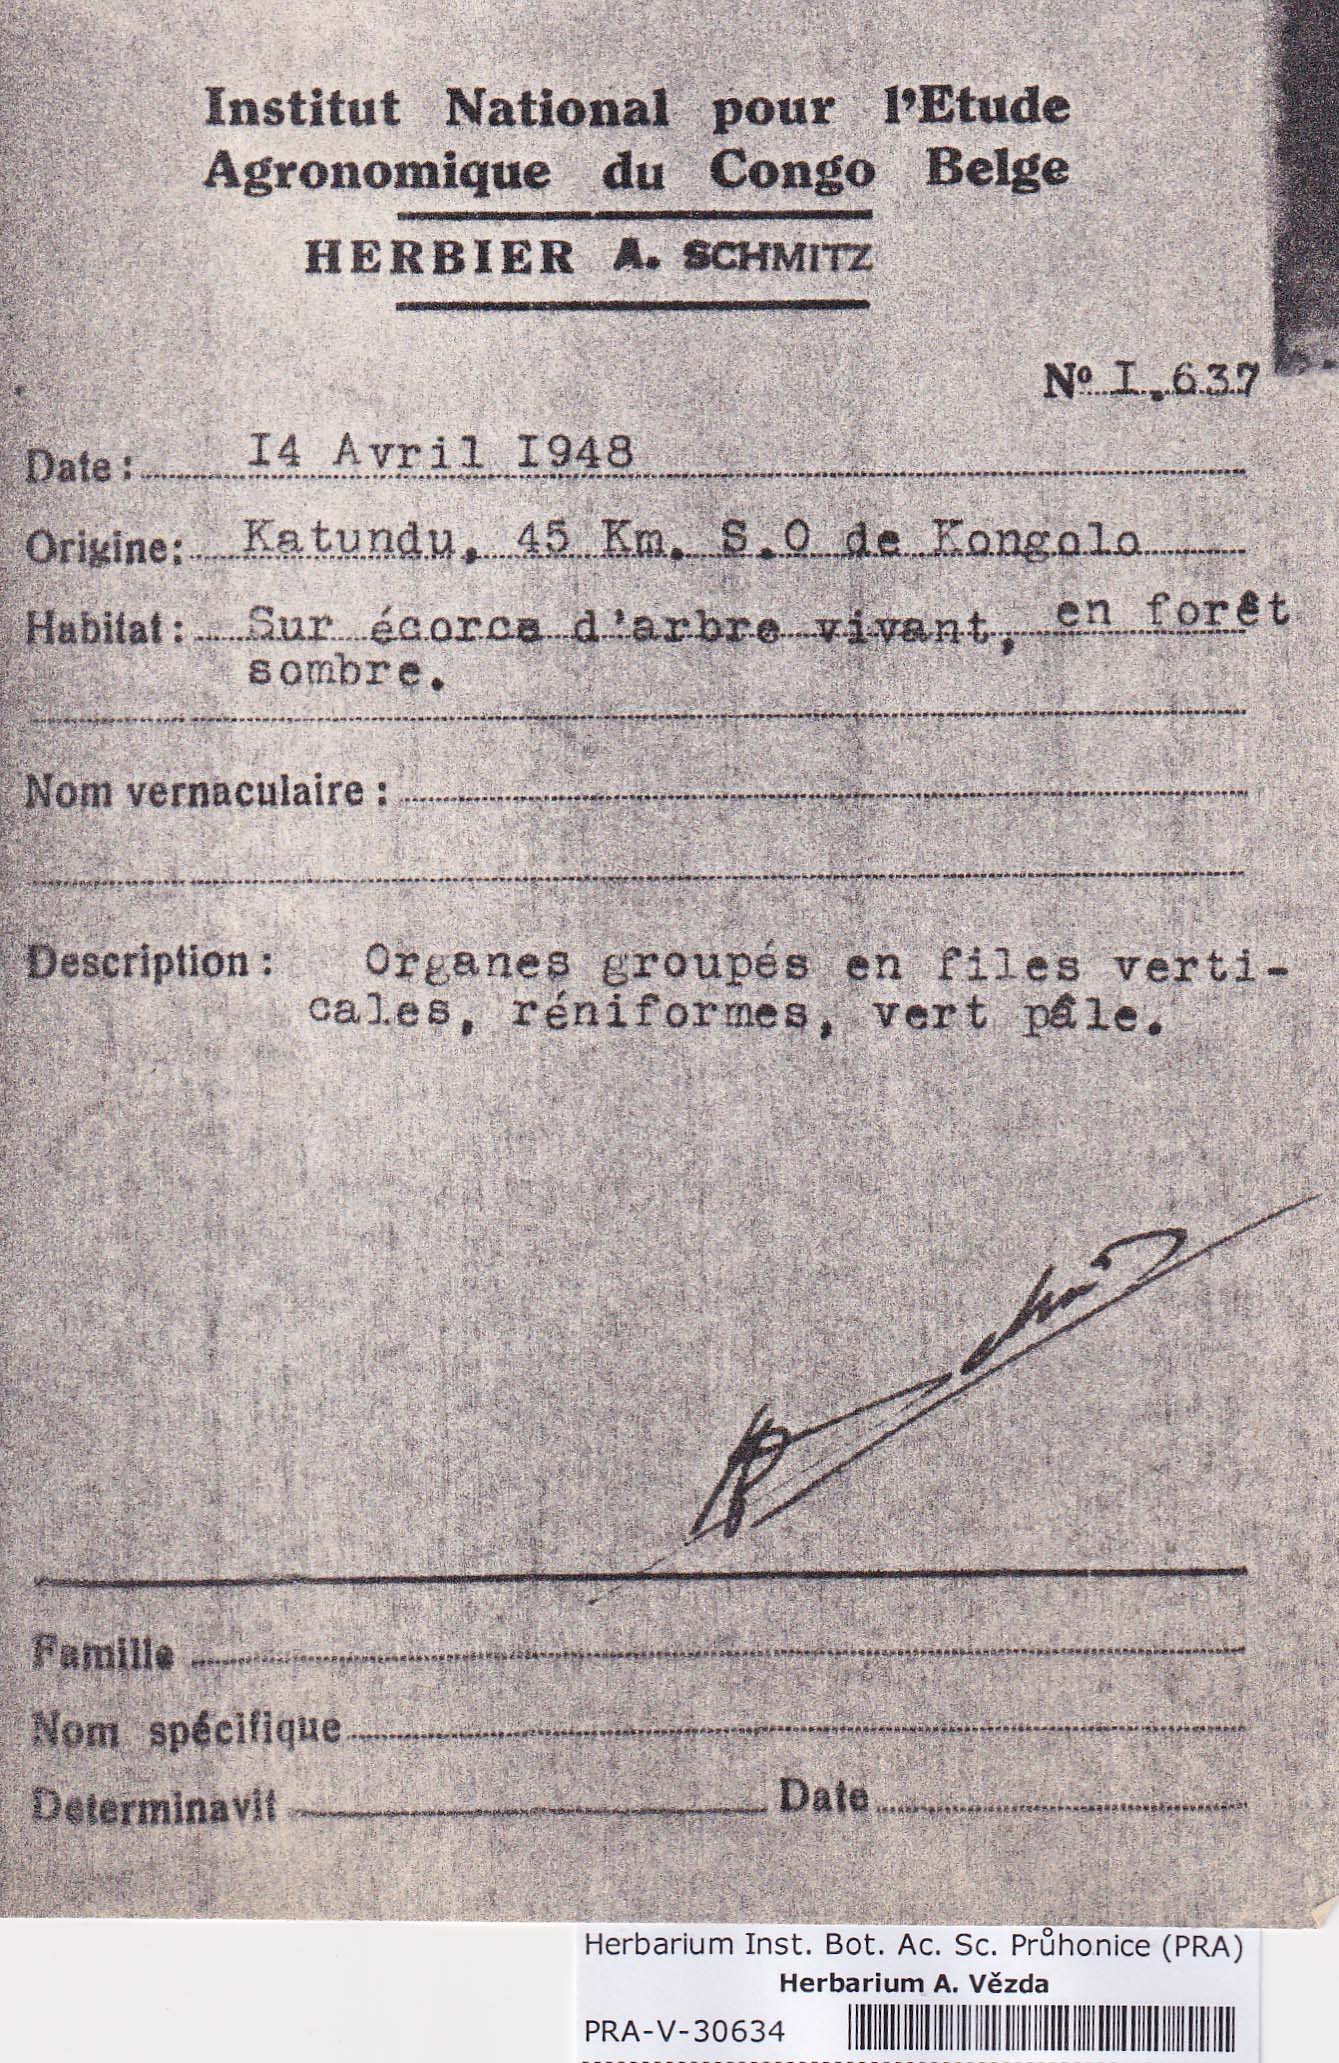 Institut National pour l'Etude
Agronomique du Congo Belge
HERBIER A. SCHMITZ
Nº I.637
Date: 14 Avril 1948
Origine: Katundu, 45 Km. S.O de Kongolo
Habitat: Sur écorce d'arbre vivant, en forêt
sombre.
Nom vernaculaire:
Description: Organes groupés en files verti-
cales, réniformes, vert pâle.
Famille
Nom spécifique
Determinavit Date
Herbarium Inst. Bot. Ac. Sc. Průhonice (PRA)
Herbarium A. Vězda
PRA-V-30634